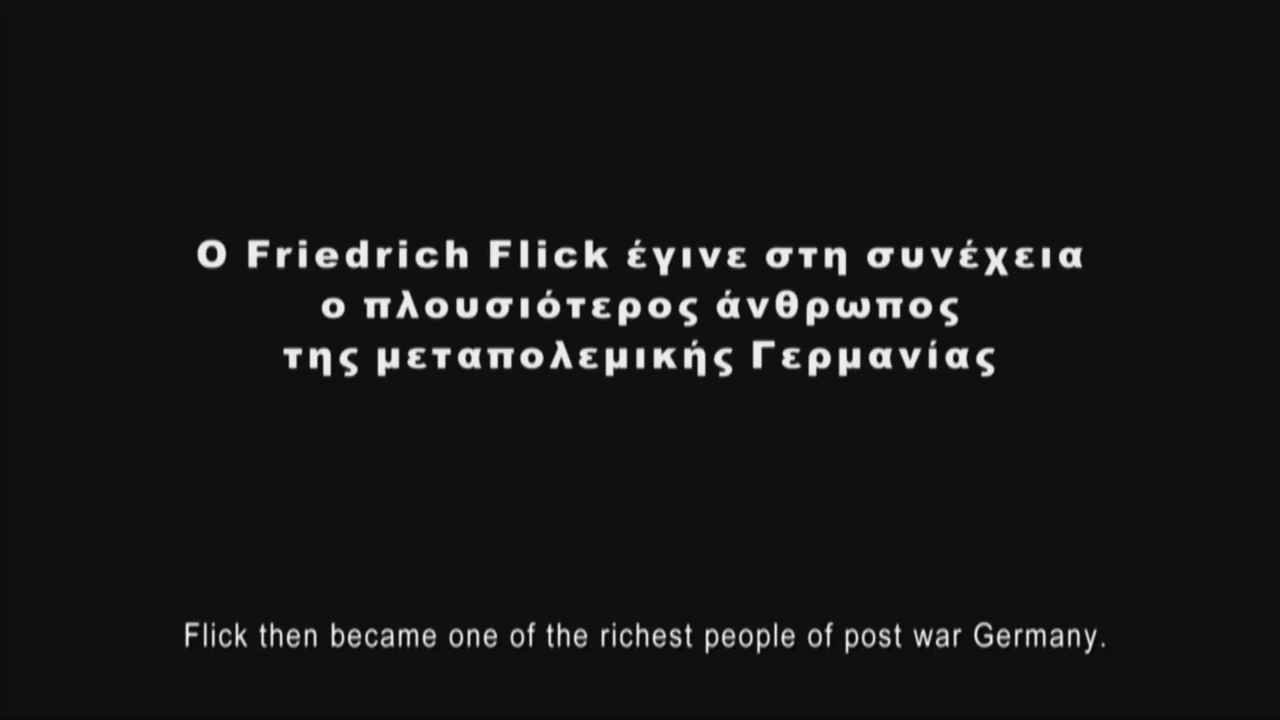 Ο Friedrich Flick έγινε στη συνέχεια
ο πλουσιότερος άνθρωπος
της μεταπολεμικής Γερμανίας
Flick then became one of the richest people of post war Germany.